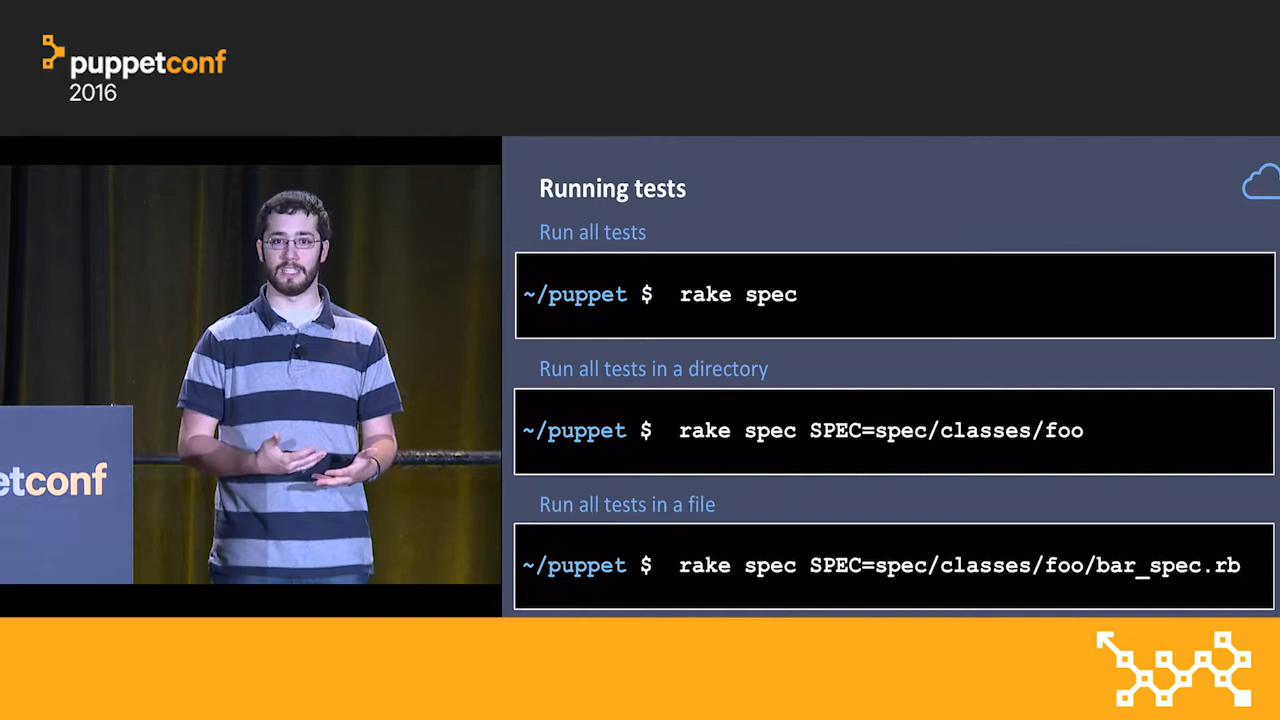 puppetconf
2016
etconf
Running tests
Run all tests
~/puppet $ rake spec
Run all tests in a directory
~/puppet $ rake spec SPEC=spec/classes/foo
Run all tests in a file
~/puppet $ rake spec SPEC=spec/classes/foo/bar_spec.rb